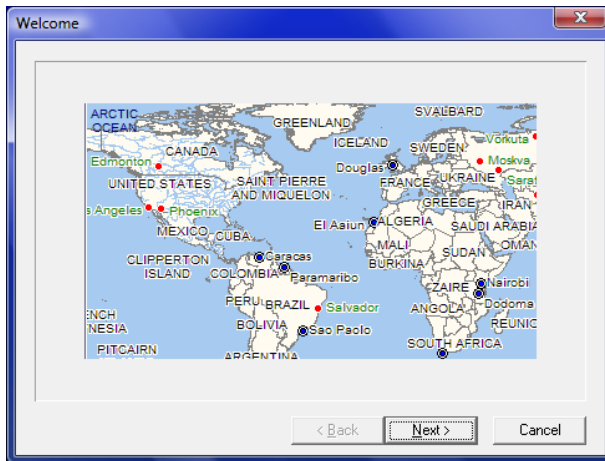 Welcome
ARCTIC
OCEAN
GREENLAND
SVALBARD
ICELAND
CANADA
SWEDEN
Vorkuta
Edmonton
Douglas
Moskva
UNITED STATES
SAINT PIERRE
AND MIQUELON
FRANCE
UKRAINE
Sarat
GREECE
IRAN
s Angeles
Phoenix
El Aaiun
ALGERIA
SAUDI ARABIA
MEXICO
CUBA
MALI
SUDAN
OMAN
CLIPPERTON
ISLAND
Caracas
BURKINA
COLOMBIA
Paramaribo
ZAIRE
Nairobi
PERU
BRAZIL
Salvador
ANGOLA
Dodoma
NCH
NESIA
BOLIVIA
Sao Paolo
REUNIO
PITCAIRN
SOUTH AFRICA
ARGENTINA
< Back
Next >
Cancel